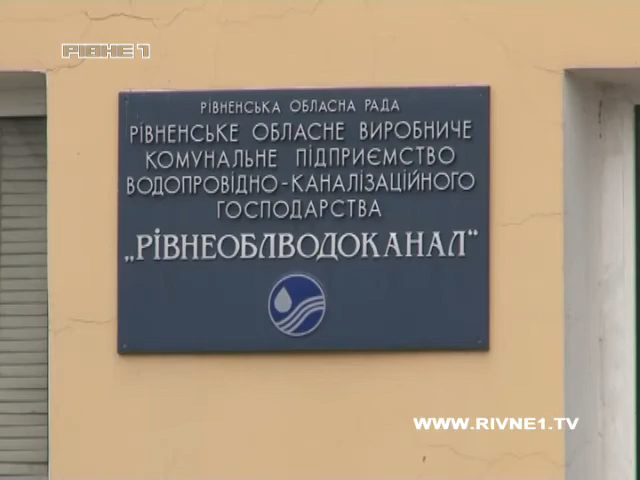 РІВНЕ 1
РІВНЕНСЬКА ОБЛАСНА РАДА
РІВНЕНСЬКЕ ОБЛАСНЕ ВИРОБНИЧЕ
КОМУНАЛЬНЕ ПІДПРИЄМСТВО
ВОДОПРОВІДНО-КАНАЛІЗАЦІЙНОГО
ГОСПОДАРСТВА
„РІВНЕОБЛВОДОКАНАЛ“
WWW.RIVNE1.TV